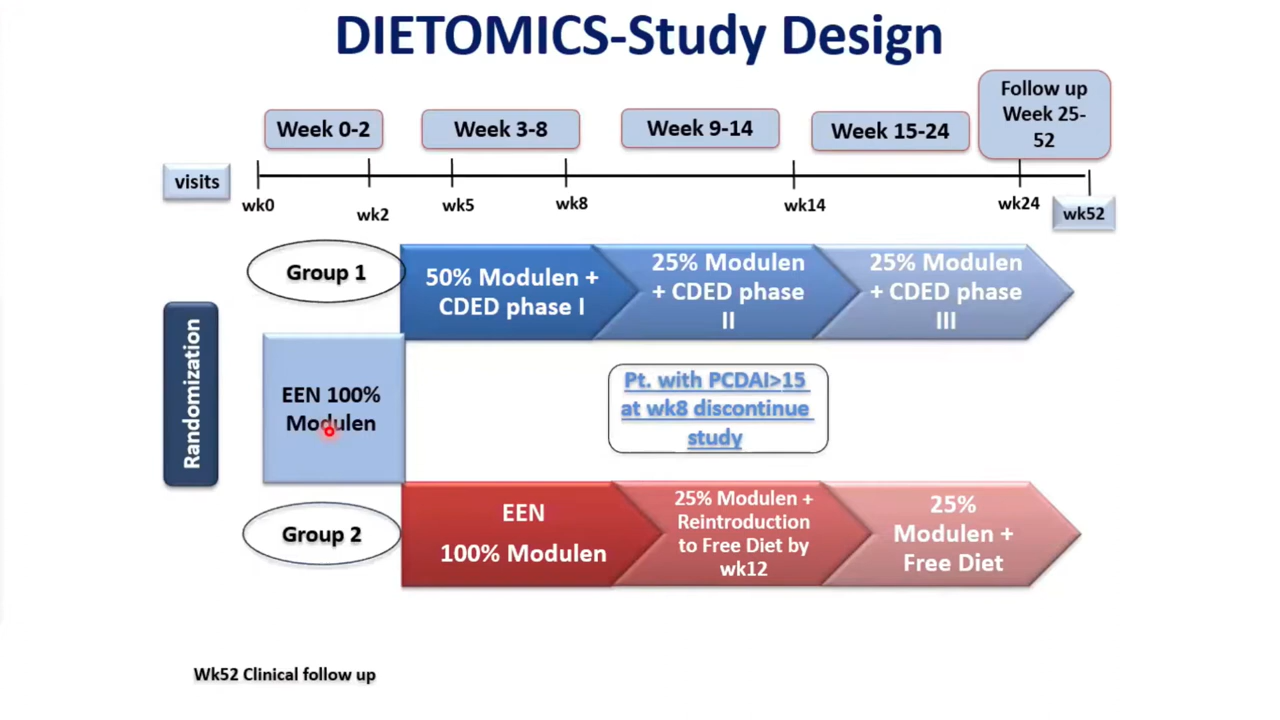 DIETOMICS-Study Design
Week 0-2
Week 3-8
Week 9-14
Week 15-24
Follow up
Week 25-
52
visits
wk0
wk2
wk5
wk8
wk14
wk24
wk52
Group 1
50% Modulen +
CDED phase I
25% Modulen
+ CDED phase
II
25% Modulen
+ CDED phase
III
Randomization
EEN 100%
Modulen
Pt. with PCDAI>15
at wk8 discontinue
study
Group 2
EEN
100% Modulen
25% Modulen +
Reintroduction
to Free Diet by
wk12
25%
Modulen +
Free Diet
Wk52 Clinical follow up